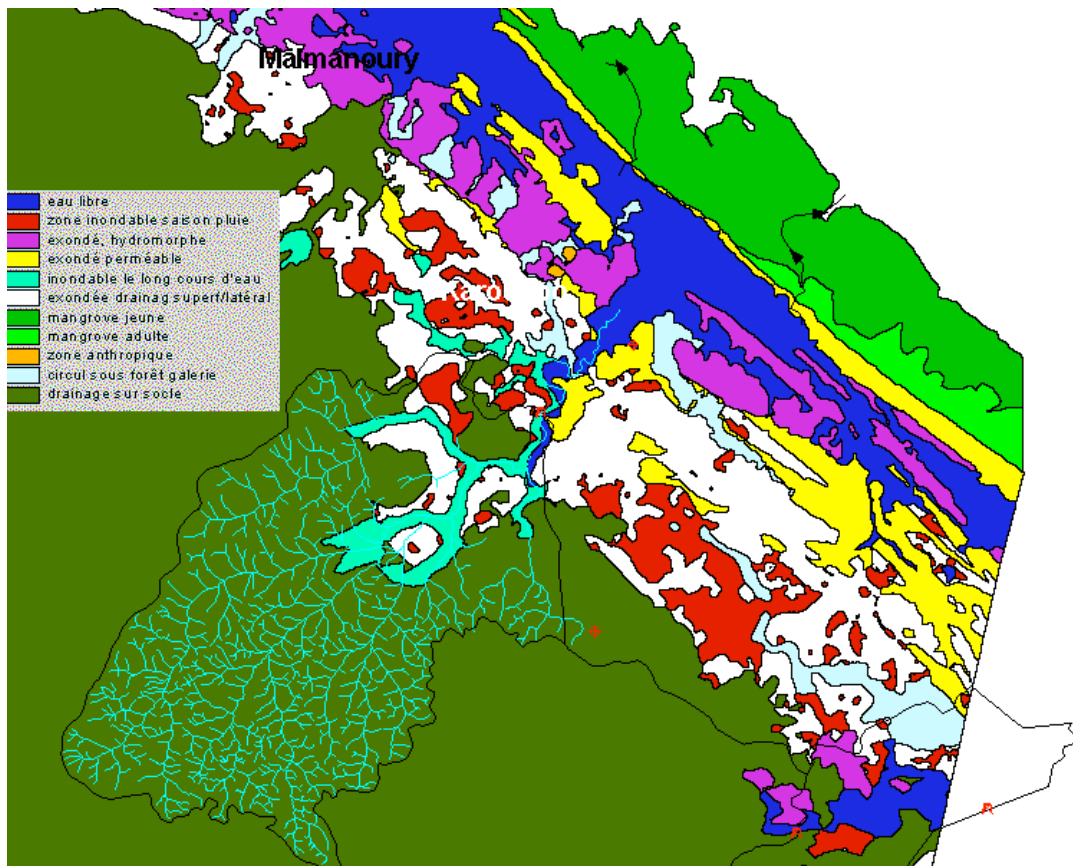 Malmanoury
eau libre
zone inondable saison pluie
exondé, hydromorphe
exondé perméable
inondable le long cours d'eau
exondée drainag superf/latéral
mangrove jeune
mangrove adulte
zone anthropique
circul sous forêt galerie
drainage sur socle